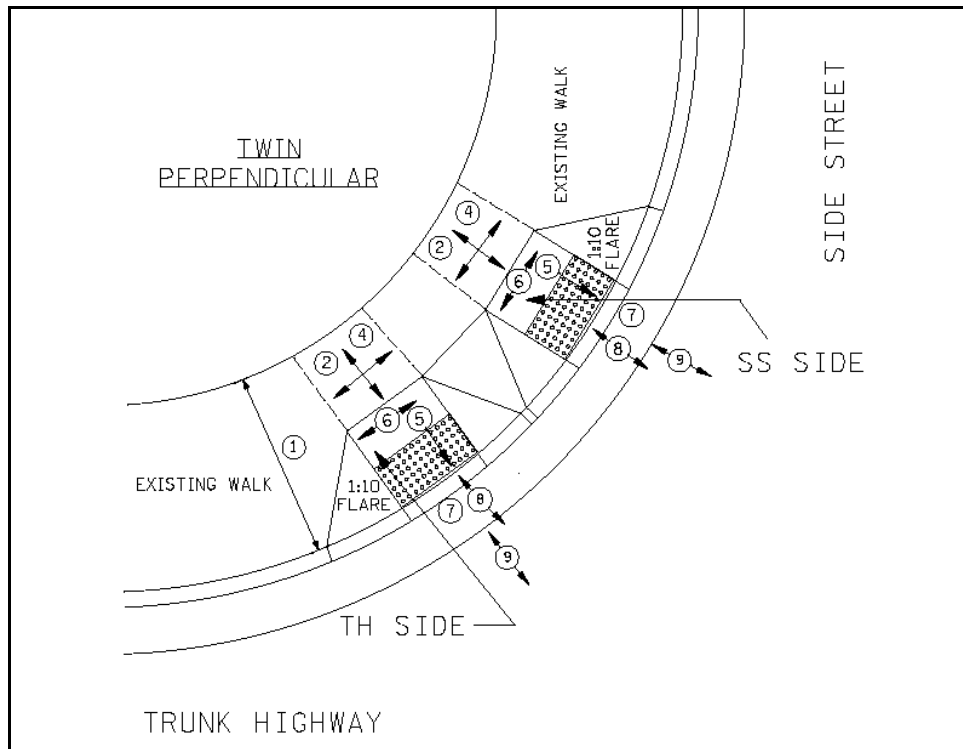 TWIN
PERPENDICULAR
EXISTING WALK
SIDE STREET
4
2
1:10
FLARE
5
6
7
8
9
SS SIDE
4
2
6
5
1
EXISTING WALK
1:10
FLARE
7
8
9
TH SIDE
TRUNK HIGHWAY